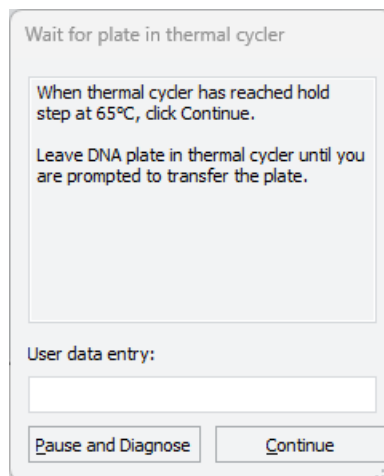 Wait for plate in thermal cycler
When thermal cycler has reached hold
step at 65°C, click Continue.
Leave DNA plate in thermal cycler until you
are prompted to transfer the plate.
User data entry:
Pause and Diagnose
Continue